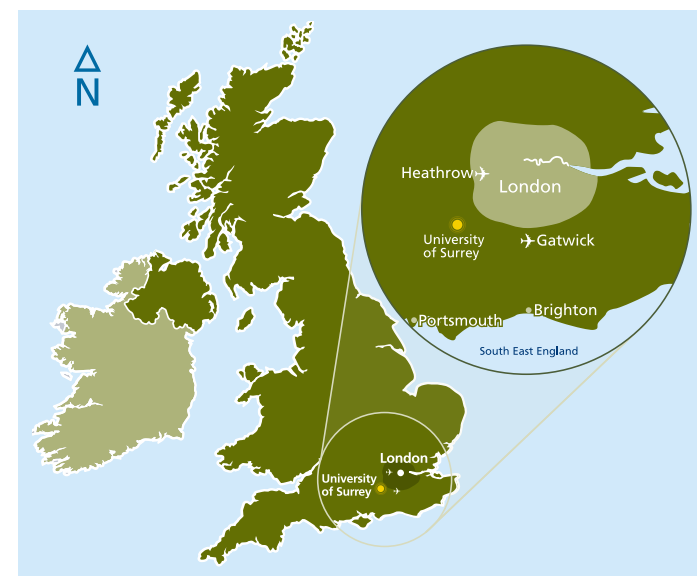 N
Heathrow
London
University
of Surrey
Gatwick
Portsmouth
Brighton
South East England
London
University
of Surrey